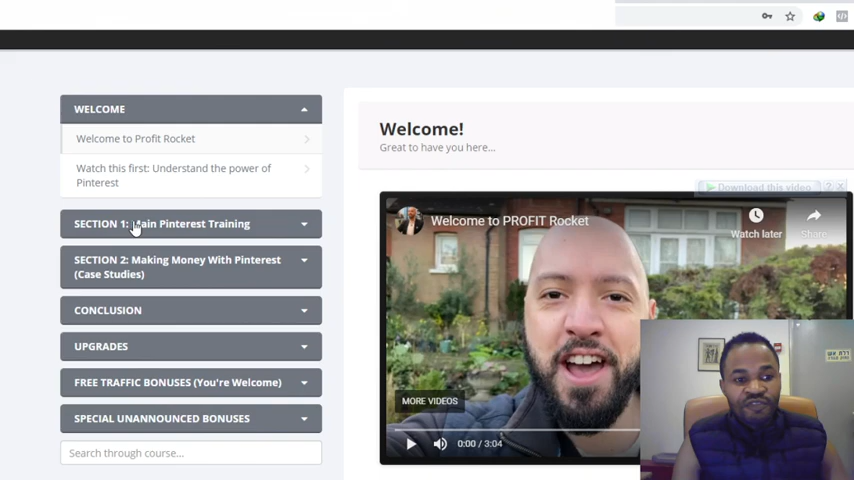 WELCOME
Welcome to Profit Rocket
Watch this first: Understand the power of
Pinterest
SECTION 1: Main Pinterest Training
SECTION 2: Making Money With Pinterest
(Case Studies)
CONCLUSION
UPGRADES
FREE TRAFFIC BONUSES (You're Welcome)
SPECIAL UNANNOUNCED BONUSES
Search through course...
Welcome!
Great to have you here...
Download this video ? X
Welcome to PROFIT Rocket
Watch later
Share
MORE VIDEOS
0:00 / 3:04